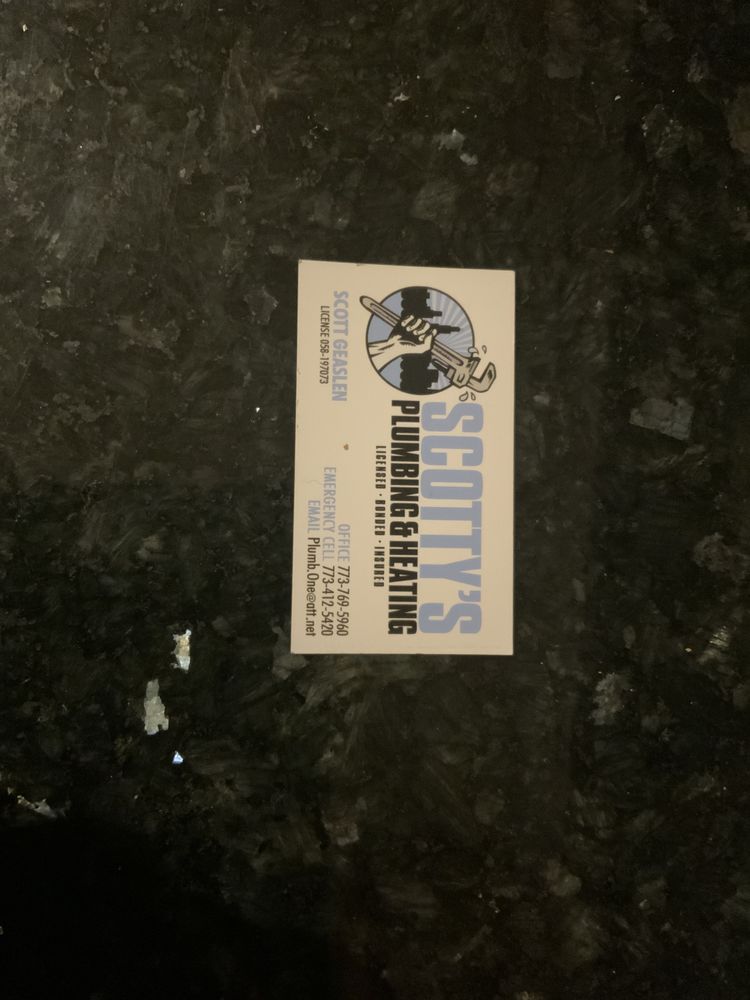 SCOTTY'S
PLUMBING & HEATING
LICENSED · BONDED · INSURED
SCOTT GEASLEN
LICENSE 058-197073
OFFICE 773-769-5960
EMERGENCY CELL 773-412-5420
EMAIL Plumb.One@att.net